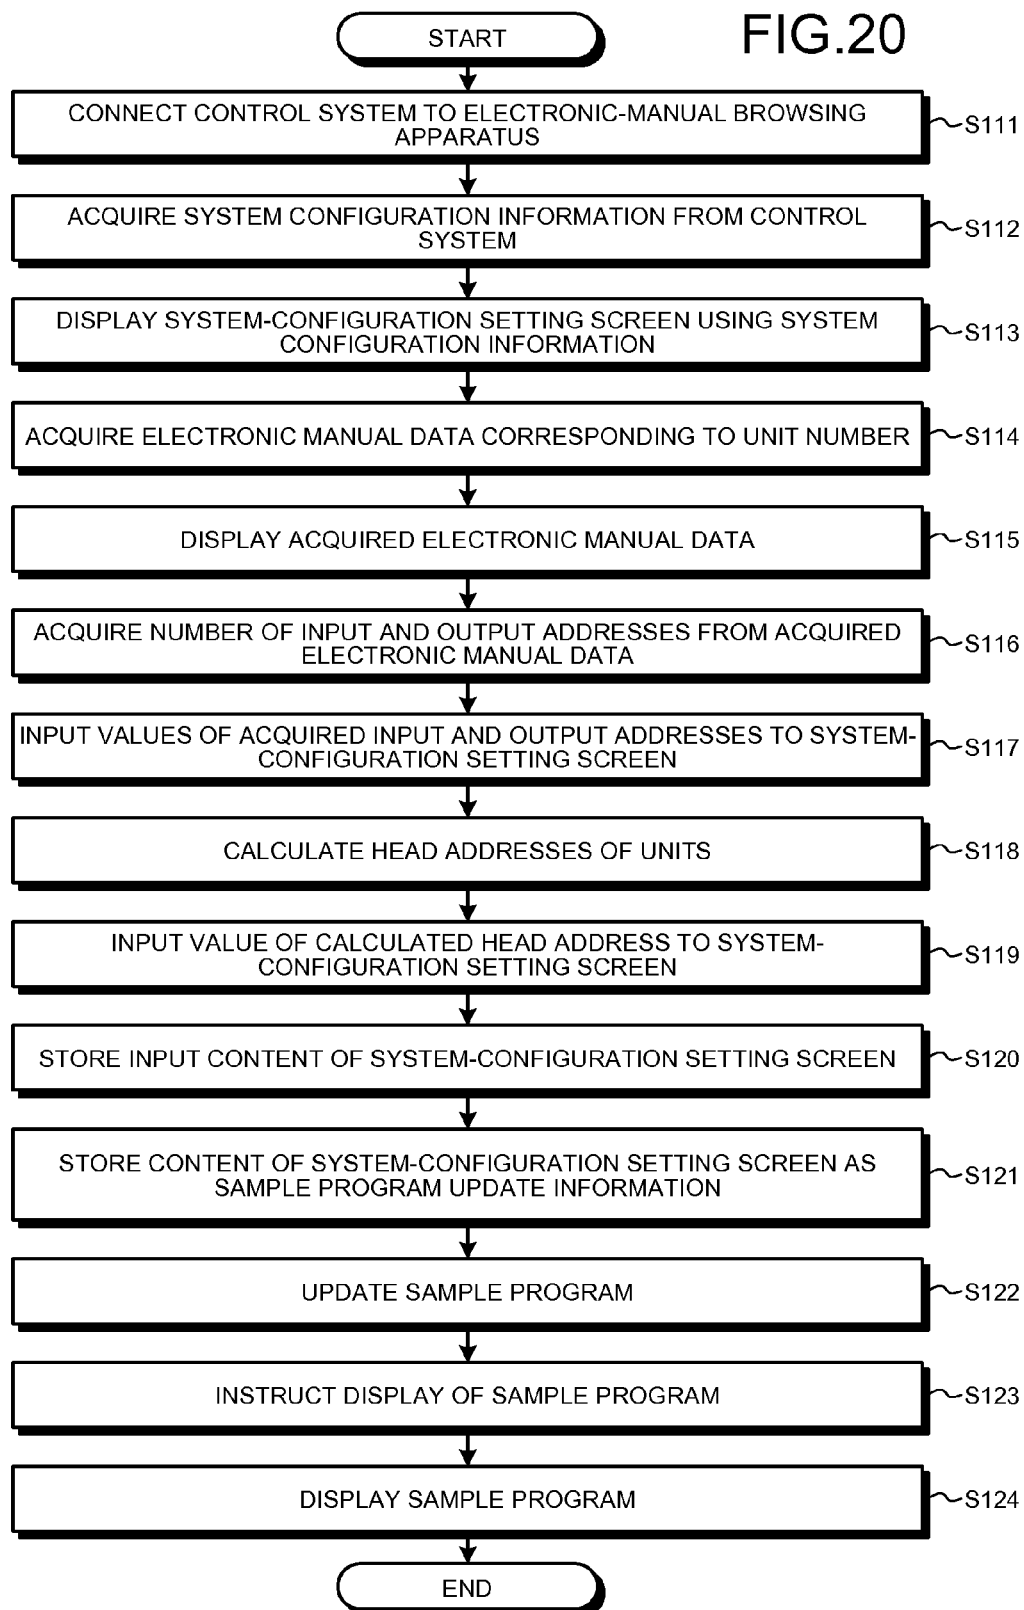 FIG.20
START
CONNECT CONTROL SYSTEM TO ELECTRONIC-MANUAL BROWSING
APPARATUS
S111
ACQUIRE SYSTEM CONFIGURATION INFORMATION FROM CONTROL
SYSTEM
S112
DISPLAY SYSTEM-CONFIGURATION SETTING SCREEN USING SYSTEM
CONFIGURATION INFORMATION
S113
ACQUIRE ELECTRONIC MANUAL DATA CORRESPONDING TO UNIT NUMBER
S114
DISPLAY ACQUIRED ELECTRONIC MANUAL DATA
S115
ACQUIRE NUMBER OF INPUT AND OUTPUT ADDRESSES FROM ACQUIRED
ELECTRONIC MANUAL DATA
S116
INPUT VALUES OF ACQUIRED INPUT AND OUTPUT ADDRESSES TO SYSTEM-
CONFIGURATION SETTING SCREEN
S117
CALCULATE HEAD ADDRESSES OF UNITS
S118
INPUT VALUE OF CALCULATED HEAD ADDRESS TO SYSTEM-
CONFIGURATION SETTING SCREEN
S119
STORE INPUT CONTENT OF SYSTEM-CONFIGURATION SETTING SCREEN
S120
STORE CONTENT OF SYSTEM-CONFIGURATION SETTING SCREEN AS
SAMPLE PROGRAM UPDATE INFORMATION
S121
UPDATE SAMPLE PROGRAM
S122
INSTRUCT DISPLAY OF SAMPLE PROGRAM
S123
DISPLAY SAMPLE PROGRAM
S124
END